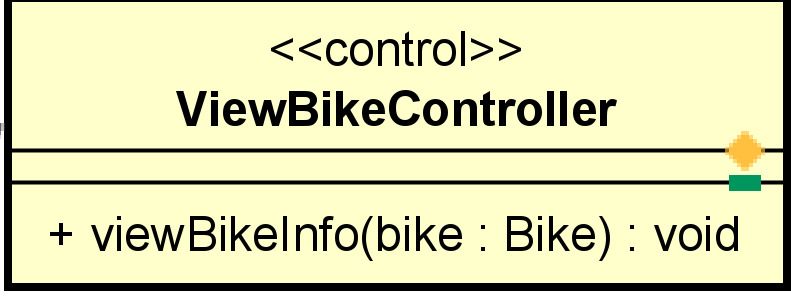 <<control>>
ViewBikeController
+ viewBikeInfo(bike : Bike) : void